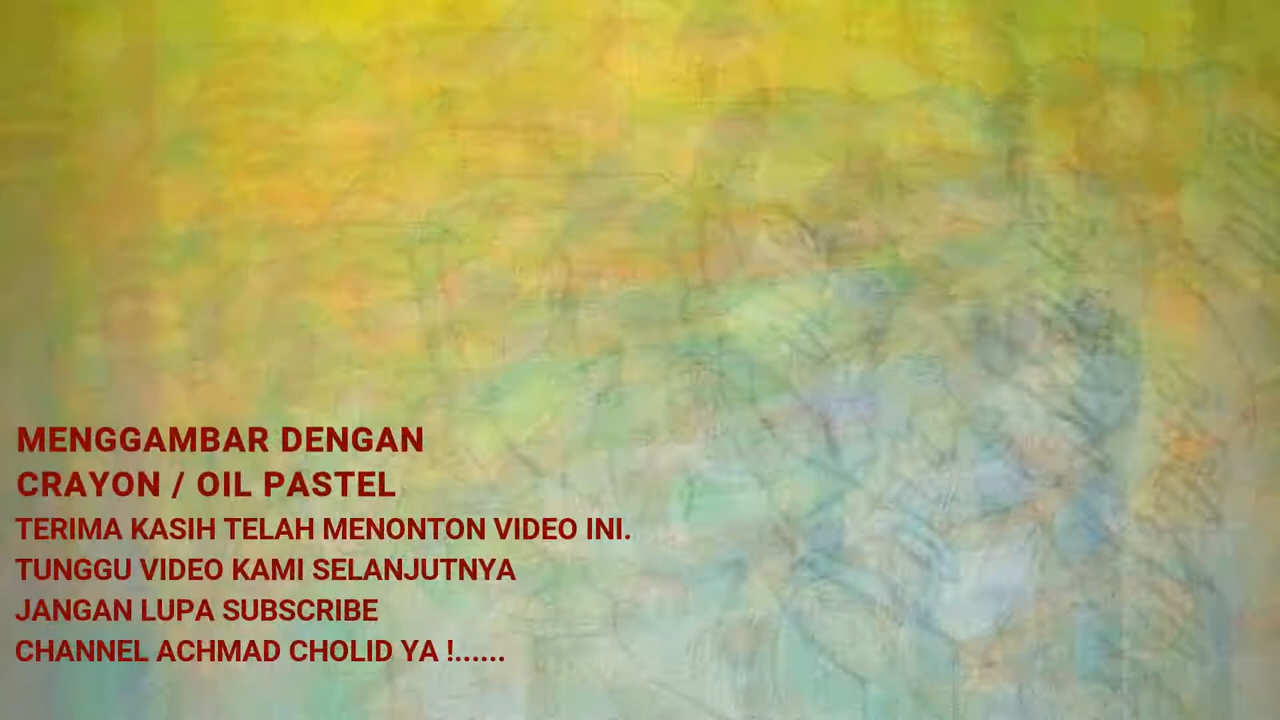 MENGGAMBAR DENGAN
CRAYON / OIL PASTEL
TERIMA KASIH TELAH MENONTON VIDEO INI.
TUNGGU VIDEO KAMI SELANJUTNYA
JANGAN LUPA SUBSCRIBE
CHANNEL ACHMAD CHOLID YA !......